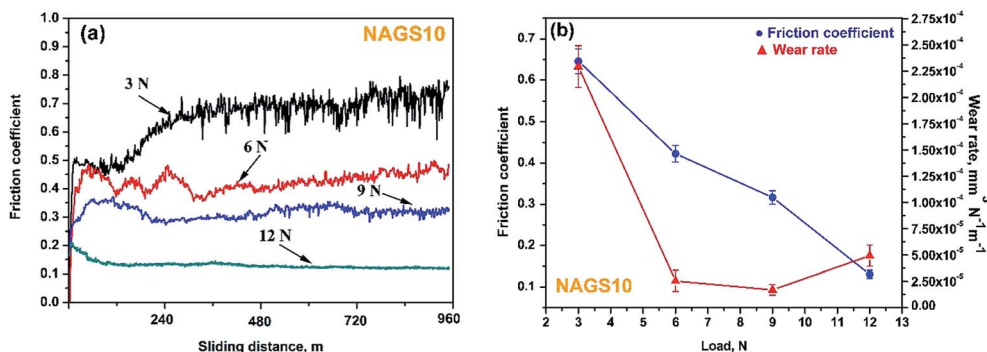 (a)
NAGS10
3 N
6 N
9 N
12 N
Friction coefficient
1.0
0.9
0.8
0.7
0.6
0.5
0.4
0.3
0.2
0.1
0.0
240
480
720
960
Sliding distance, m
(b)
Friction coefficient
Wear rate
NAGS10
Friction coefficient
0.7
0.6
0.5
0.4
0.3
0.2
0.1
2
3
4
5
6
7
8
9
10
11
12
13
Load, N
2.75x10⁻⁴
2.50x10⁻⁴
2.25x10⁻⁴
2.00x10⁻⁴
1.75x10⁻⁴
1.50x10⁻⁴
1.25x10⁻⁴
1.00x10⁻⁴
7.50x10⁻⁵
5.00x10⁻⁵
2.50x10⁻⁵
0.00
Wear rate, mm³ N⁻¹m⁻¹